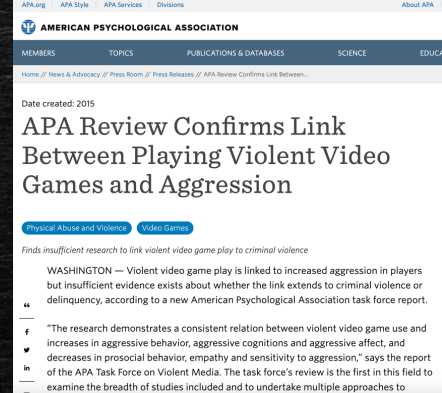 APA.org APA Style APA Services Divisions About APA
AMERICAN PSYCHOLOGICAL ASSOCIATION
MEMBERS TOPICS PUBLICATIONS & DATABASES SCIENCE EDUCA
Home // News & Advocacy // Press Room // Press Releases // APA Review Confirms Link Between...
Date created: 2015
APA Review Confirms Link
Between Playing Violent Video
Games and Aggression
Physical Abuse and Violence Video Games
Finds insufficient research to link violent video game play to criminal violence
WASHINGTON — Violent video game play is linked to increased aggression in players
but insufficient evidence exists about whether the link extends to criminal violence or
delinquency, according to a new American Psychological Association task force report.
"The research demonstrates a consistent relation between violent video game use and
increases in aggressive behavior, aggressive cognitions and aggressive affect, and
decreases in prosocial behavior, empathy and sensitivity to aggression," says the report
of the APA Task Force on Violent Media. The task force's review is the first in this field to
examine the breadth of studies included and to undertake multiple approaches to